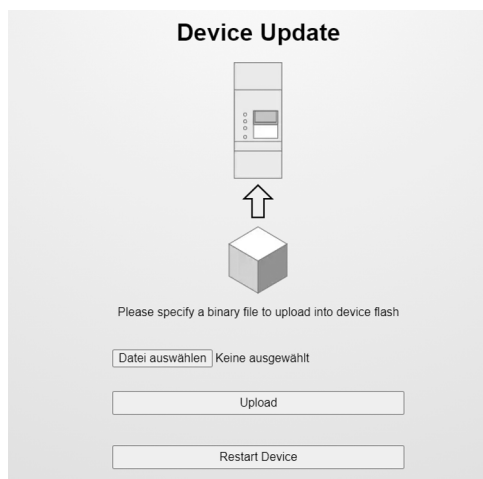 Device Update
Please specify a binary file to upload into device flash
Datei auswählen Keine ausgewählt
Upload
Restart Device